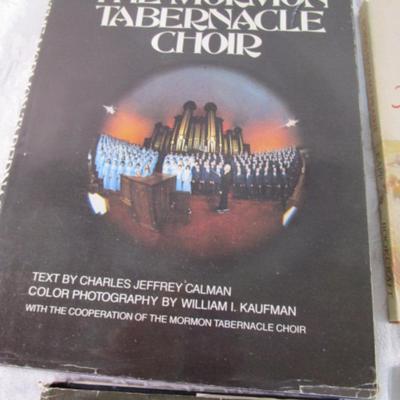 THE MORMON
TABERNACLE
CHOIR
TEXT BY CHARLES JEFFREY CALMAN
COLOR PHOTOGRAPHY BY WILLIAM I. KAUFMAN
WITH THE COOPERATION OF THE MORMON TABERNACLE CHOIR